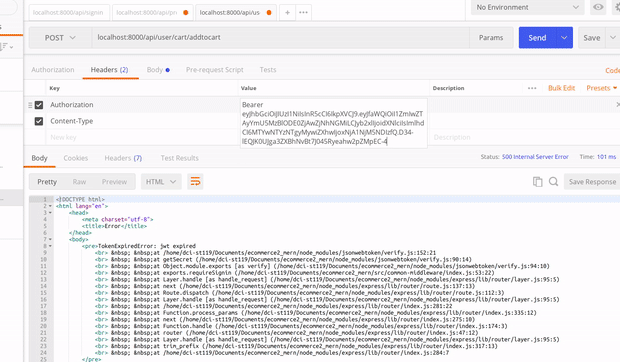 localhost:8000/api/signin
localhost:8000/api/pro
localhost:8000/api/us
No Environment
POST
localhost:8000/api/user/cart/addtocart
Params
Send
Save
Authorization
Headers (2)
Body
Pre-request Script
Tests
Code
Key
Value
Description
Bulk Edit
Presets
Authorization
Bearer
Content-Type
New key
Description
Body
Cookies
Headers (7)
Test Results
Status: 500 Internal Server Error
Time: 101 ms
Pretty
Raw
Preview
HTML
Save Response
1 <!DOCTYPE html>
2 <html lang="en">
3 <head>
4 <meta charset="utf-8">
5 <title>Error</title>
6 </head>
7 <body>
8 <pre>TokenExpiredError: jwt expired
9 <br> &nbsp; &nbsp;at /home/dci-st119/Documents/ecommerce2_mern/node_modules/jsonwebtoken/verify.js:152:21
10 <br> &nbsp; &nbsp;at getSecret (/home/dci-st119/Documents/ecommerce2_mern/node_modules/jsonwebtoken/verify.js:90:14)
11 <br> &nbsp; &nbsp;at Object.module.exports [as verify] (/home/dci-st119/Documents/ecommerce2_mern/node_modules/jsonwebtoken/verify.js:94:10)
12 <br> &nbsp; &nbsp;at exports.requireSignin (/home/dci-st119/Documents/ecommerce2_mern/src/common-middleware/index.js:53:22)
13 <br> &nbsp; &nbsp;at Layer.handle [as handle_request] (/home/dci-st119/Documents/ecommerce2_mern/node_modules/express/lib/router/layer.js:95:5)
14 <br> &nbsp; &nbsp;at next (/home/dci-st119/Documents/ecommerce2_mern/node_modules/express/lib/router/route.js:137:13)
15 <br> &nbsp; &nbsp;at Route.dispatch (/home/dci-st119/Documents/ecommerce2_mern/node_modules/express/lib/router/route.js:112:3)
16 <br> &nbsp; &nbsp;at Layer.handle [as handle_request] (/home/dci-st119/Documents/ecommerce2_mern/node_modules/express/lib/router/layer.js:95:5)
17 <br> &nbsp; &nbsp;at /home/dci-st119/Documents/ecommerce2_mern/node_modules/express/lib/router/index.js:281:22
18 <br> &nbsp; &nbsp;at Function.process_params (/home/dci-st119/Documents/ecommerce2_mern/node_modules/express/lib/router/index.js:335:12)
19 <br> &nbsp; &nbsp;at next (/home/dci-st119/Documents/ecommerce2_mern/node_modules/express/lib/router/index.js:275:10)
20 <br> &nbsp; &nbsp;at Function.handle (/home/dci-st119/Documents/ecommerce2_mern/node_modules/express/lib/router/index.js:174:3)
21 <br> &nbsp; &nbsp;at router (/home/dci-st119/Documents/ecommerce2_mern/node_modules/express/lib/router/index.js:47:12)
22 <br> &nbsp; &nbsp;at Layer.handle [as handle_request] (/home/dci-st119/Documents/ecommerce2_mern/node_modules/express/lib/router/layer.js:95:5)
23 <br> &nbsp; &nbsp;at trim_prefix (/home/dci-st119/Documents/ecommerce2_mern/node_modules/express/lib/router/index.js:317:13)
24 <br> &nbsp; &nbsp;at /home/dci-st119/Documents/ecommerce2_mern/node_modules/express/lib/router/index.js:284:7
</pre>